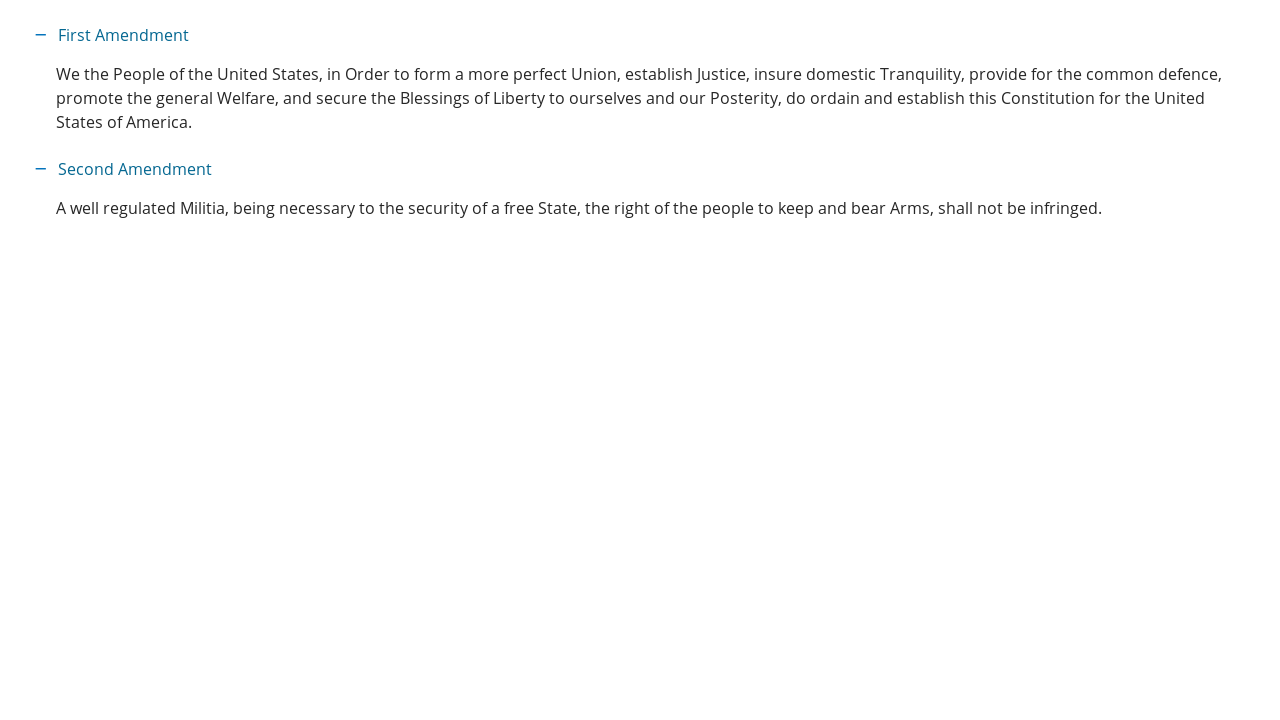 − First Amendment
We the People of the United States, in Order to form a more perfect Union, establish Justice, insure domestic Tranquility, provide for the common defence,
promote the general Welfare, and secure the Blessings of Liberty to ourselves and our Posterity, do ordain and establish this Constitution for the United
States of America.
− Second Amendment
A well regulated Militia, being necessary to the security of a free State, the right of the people to keep and bear Arms, shall not be infringed.